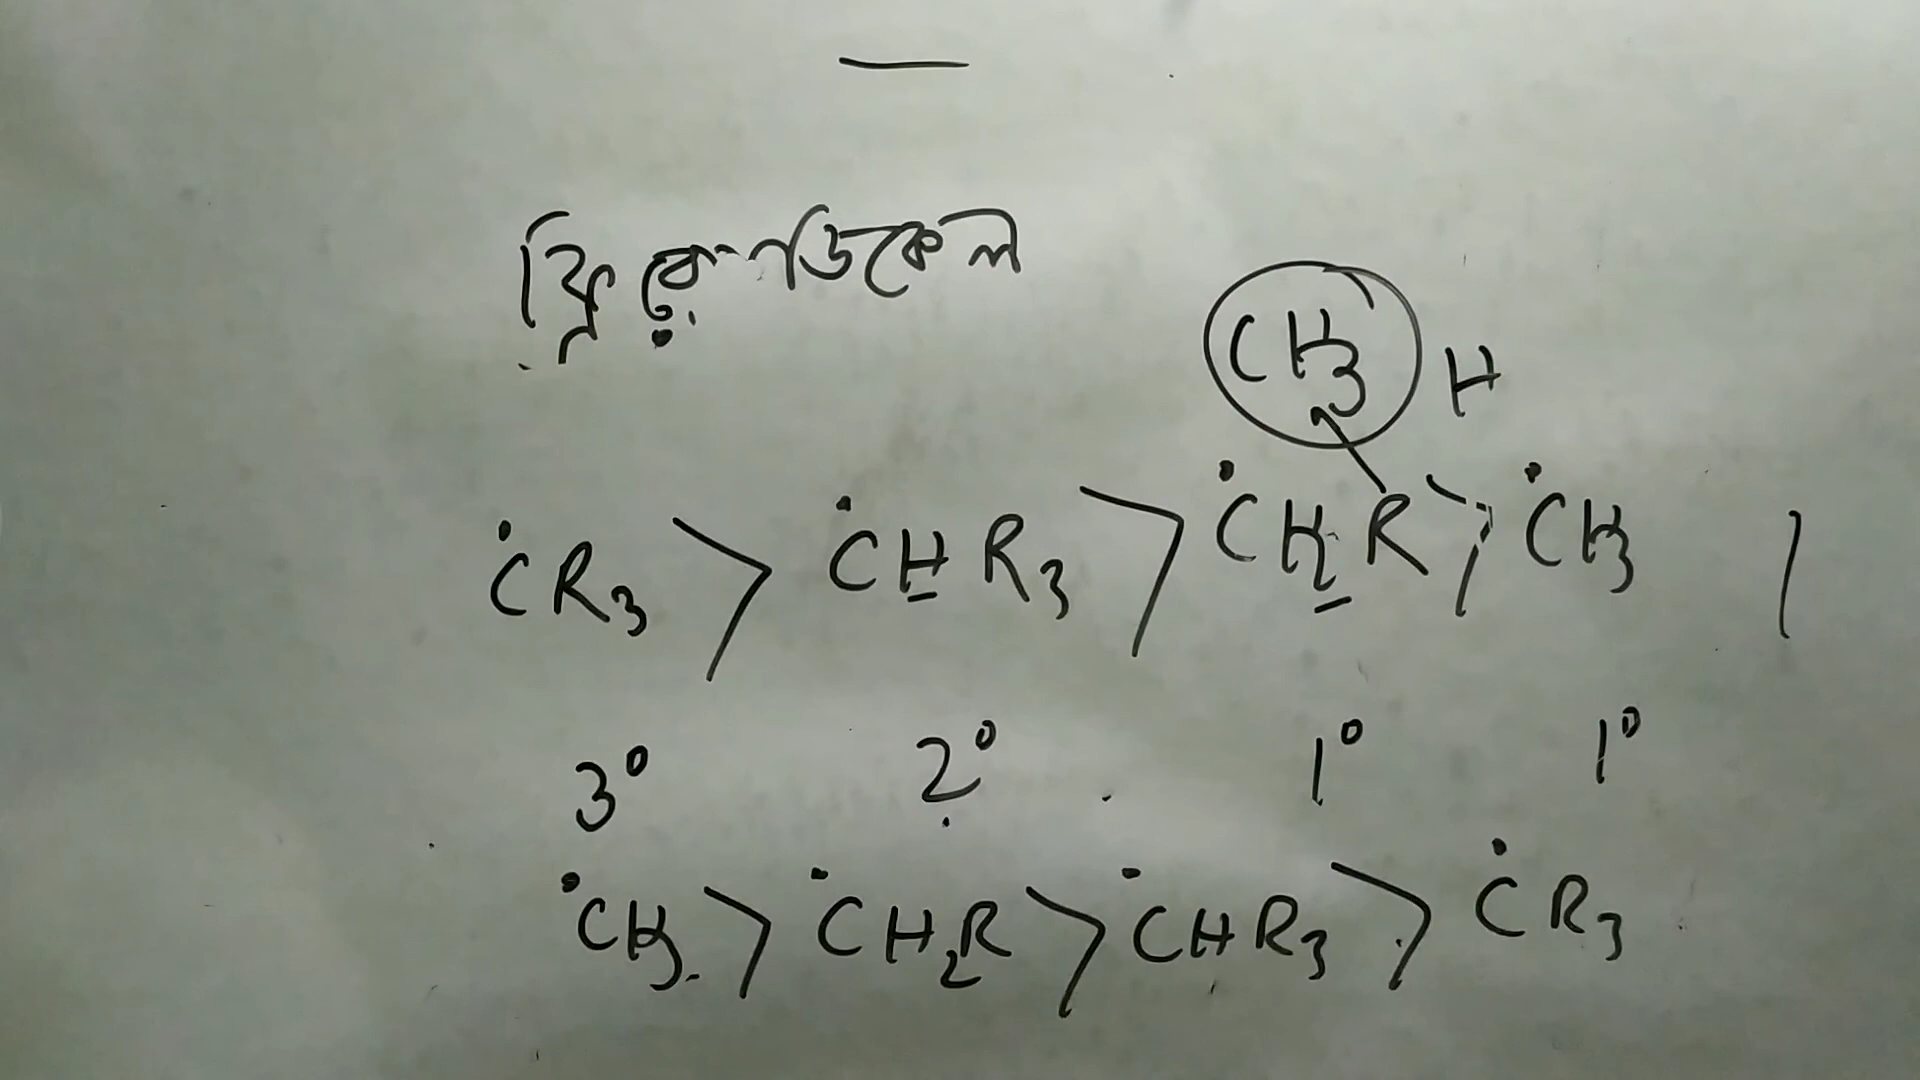 ফ্রি রেডিকেল
CH3 H
ĊR3 > ĊHR3 > ĊH2R > ĊH3
3° 2° 1° 1°
ĊH3 > ĊH2R > ĊHR3 > ĊR3